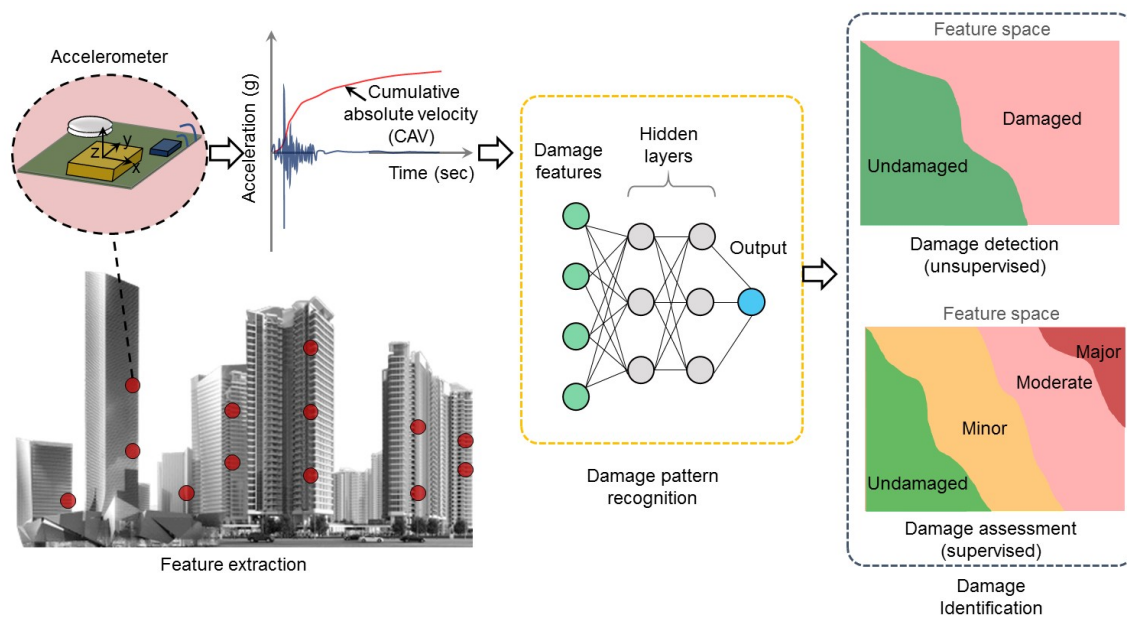 Accelerometer
z
y
x
Acceleration (g)
Cumulative
absolute velocity
(CAV)
Time (sec)
Feature extraction
Damage
features
Hidden
layers
Output
Damage pattern
recognition
Feature space
Damaged
Undamaged
Damage detection
(unsupervised)
Feature space
Major
Moderate
Minor
Undamaged
Damage assessment
(supervised)
Damage
Identification